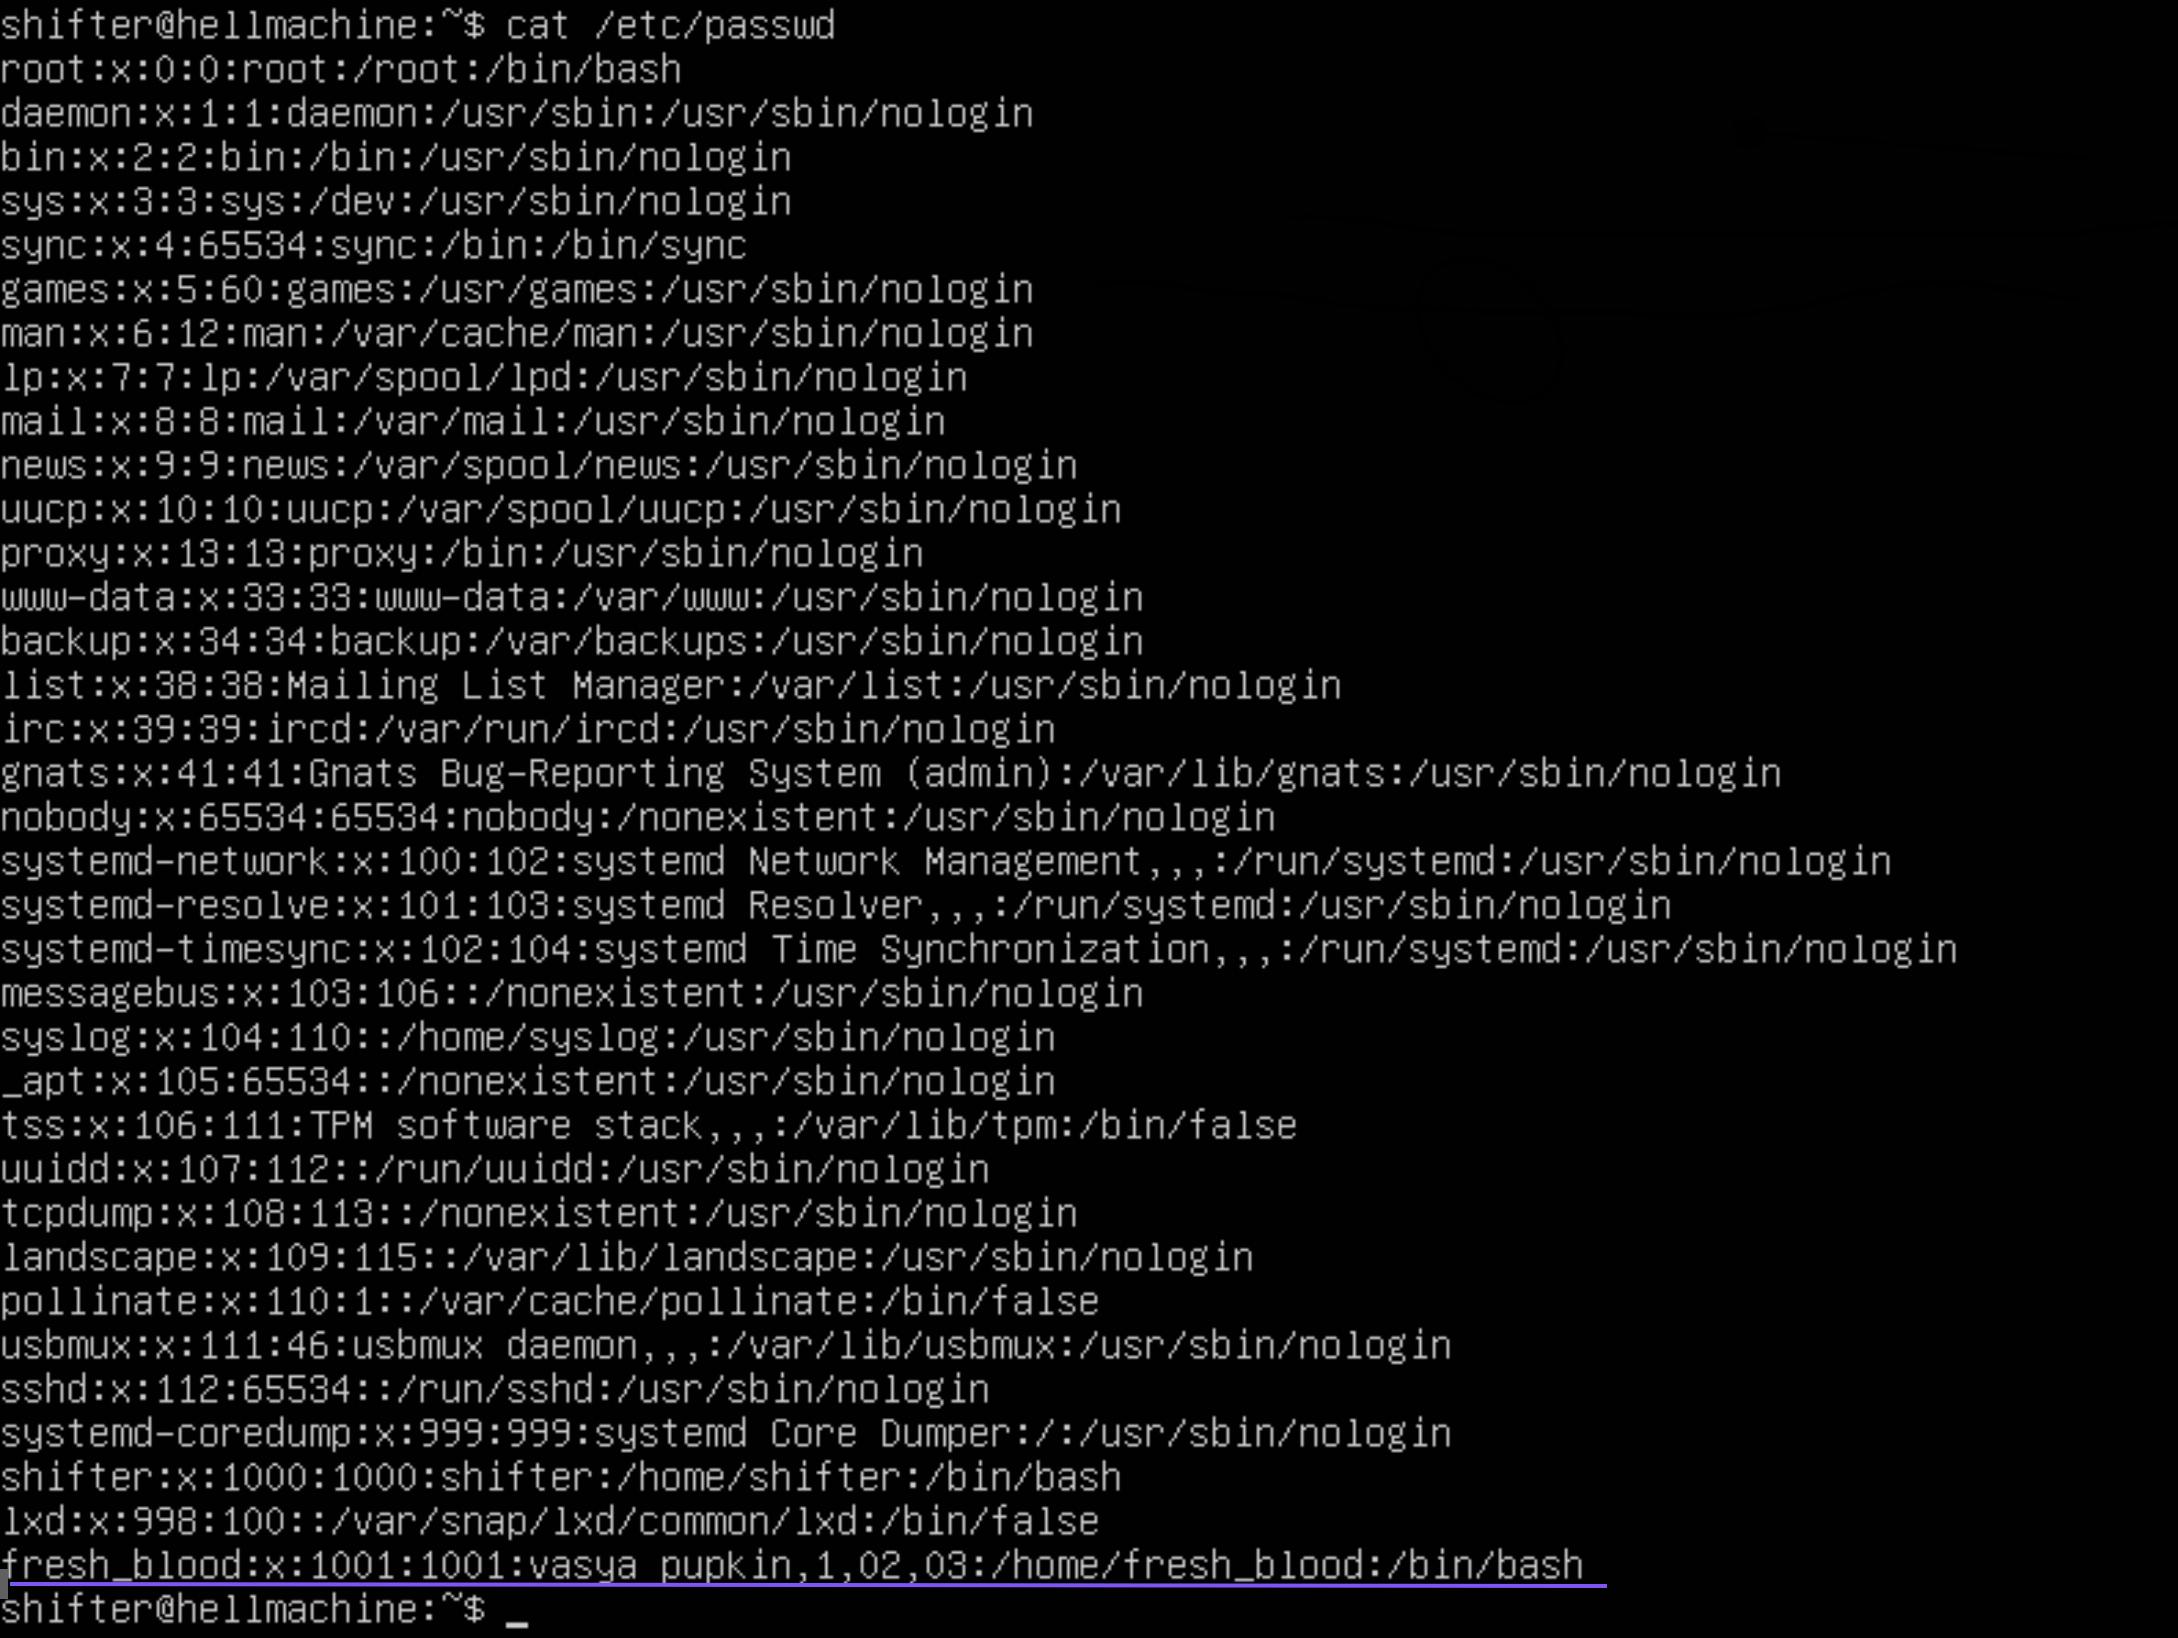 shifter@hellmachine:~$ cat /etc/passwd
root:x:0:0:root:/root:/bin/bash
daemon:x:1:1:daemon:/usr/sbin:/usr/sbin/nologin
bin:x:2:2:bin:/bin:/usr/sbin/nologin
sys:x:3:3:sys:/dev:/usr/sbin/nologin
sync:x:4:65534:sync:/bin:/bin/sync
games:x:5:60:games:/usr/games:/usr/sbin/nologin
man:x:6:12:man:/var/cache/man:/usr/sbin/nologin
lp:x:7:7:lp:/var/spool/lpd:/usr/sbin/nologin
mail:x:8:8:mail:/var/mail:/usr/sbin/nologin
news:x:9:9:news:/var/spool/news:/usr/sbin/nologin
uucp:x:10:10:uucp:/var/spool/uucp:/usr/sbin/nologin
proxy:x:13:13:proxy:/bin:/usr/sbin/nologin
www-data:x:33:33:www-data:/var/www:/usr/sbin/nologin
backup:x:34:34:backup:/var/backups:/usr/sbin/nologin
list:x:38:38:Mailing List Manager:/var/list:/usr/sbin/nologin
irc:x:39:39:ircd:/var/run/ircd:/usr/sbin/nologin
gnats:x:41:41:Gnats Bug-Reporting System (admin):/var/lib/gnats:/usr/sbin/nologin
nobody:x:65534:65534:nobody:/nonexistent:/usr/sbin/nologin
systemd-network:x:100:102:systemd Network Management,,,:/run/systemd:/usr/sbin/nologin
systemd-resolve:x:101:103:systemd Resolver,,,:/run/systemd:/usr/sbin/nologin
systemd-timesync:x:102:104:systemd Time Synchronization,,,:/run/systemd:/usr/sbin/nologin
messagebus:x:103:106::/nonexistent:/usr/sbin/nologin
syslog:x:104:110::/home/syslog:/usr/sbin/nologin
_apt:x:105:65534::/nonexistent:/usr/sbin/nologin
tss:x:106:111:TPM software stack,,,:/var/lib/tpm:/bin/false
uuidd:x:107:112::/run/uuidd:/usr/sbin/nologin
tcpdump:x:108:113::/nonexistent:/usr/sbin/nologin
landscape:x:109:115::/var/lib/landscape:/usr/sbin/nologin
pollinate:x:110:1::/var/cache/pollinate:/bin/false
usbmux:x:111:46:usbmux daemon,,,:/var/lib/usbmux:/usr/sbin/nologin
sshd:x:112:65534::/run/sshd:/usr/sbin/nologin
systemd-coredump:x:999:999:systemd Core Dumper:/:/usr/sbin/nologin
shifter:x:1000:1000:shifter:/home/shifter:/bin/bash
lxd:x:998:100::/var/snap/lxd/common/lxd:/bin/false
fresh_blood:x:1001:1001:vasya pupkin,1,02,03:/home/fresh_blood:/bin/bash
shifter@hellmachine:~$ _